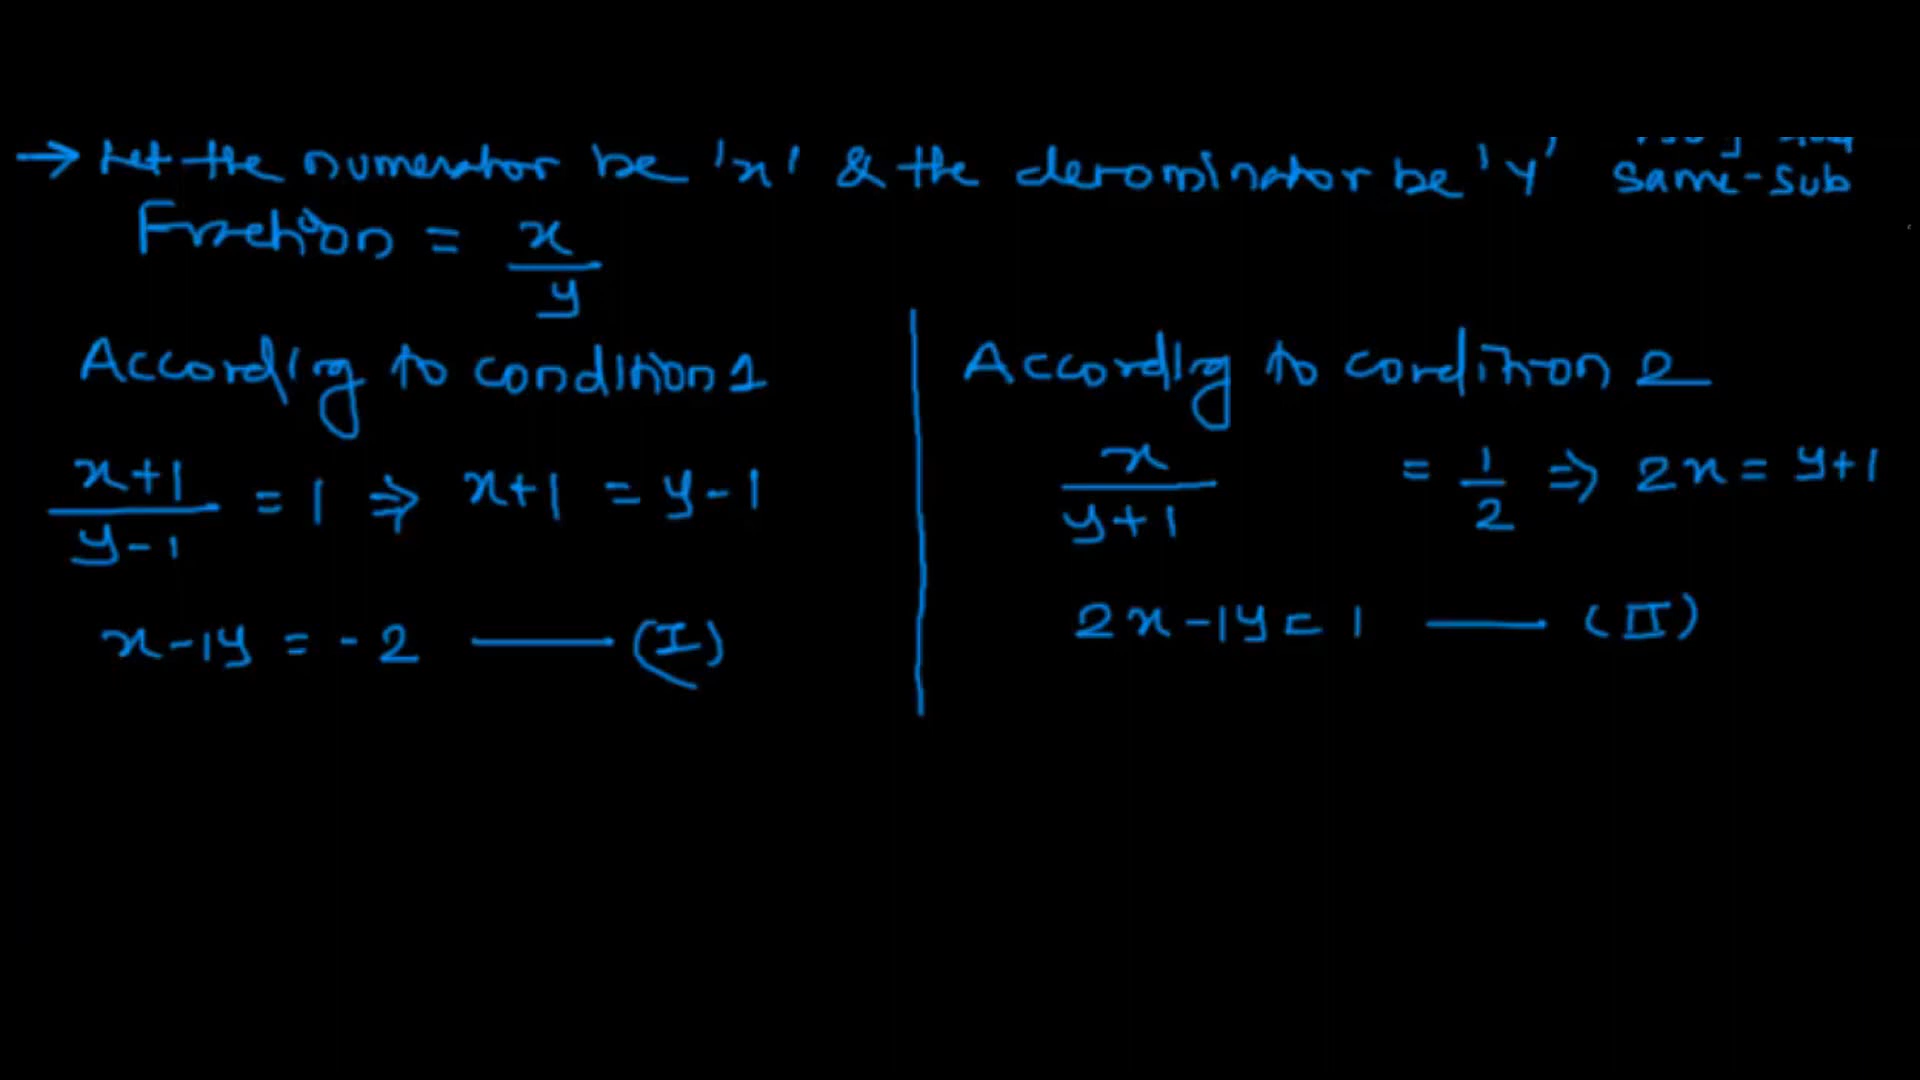 → Let the numerator be 'x' & the denominator be 'y' Same-sub
Fraction = x/y
According to condition 1
x+1/y-1 = 1 ⇒ x+1 = y-1
x-1y = -2 —— (I)
According to condition 2
x/y+1 = 1/2 ⇒ 2x = y+1
2x-1y = 1 —— (II)